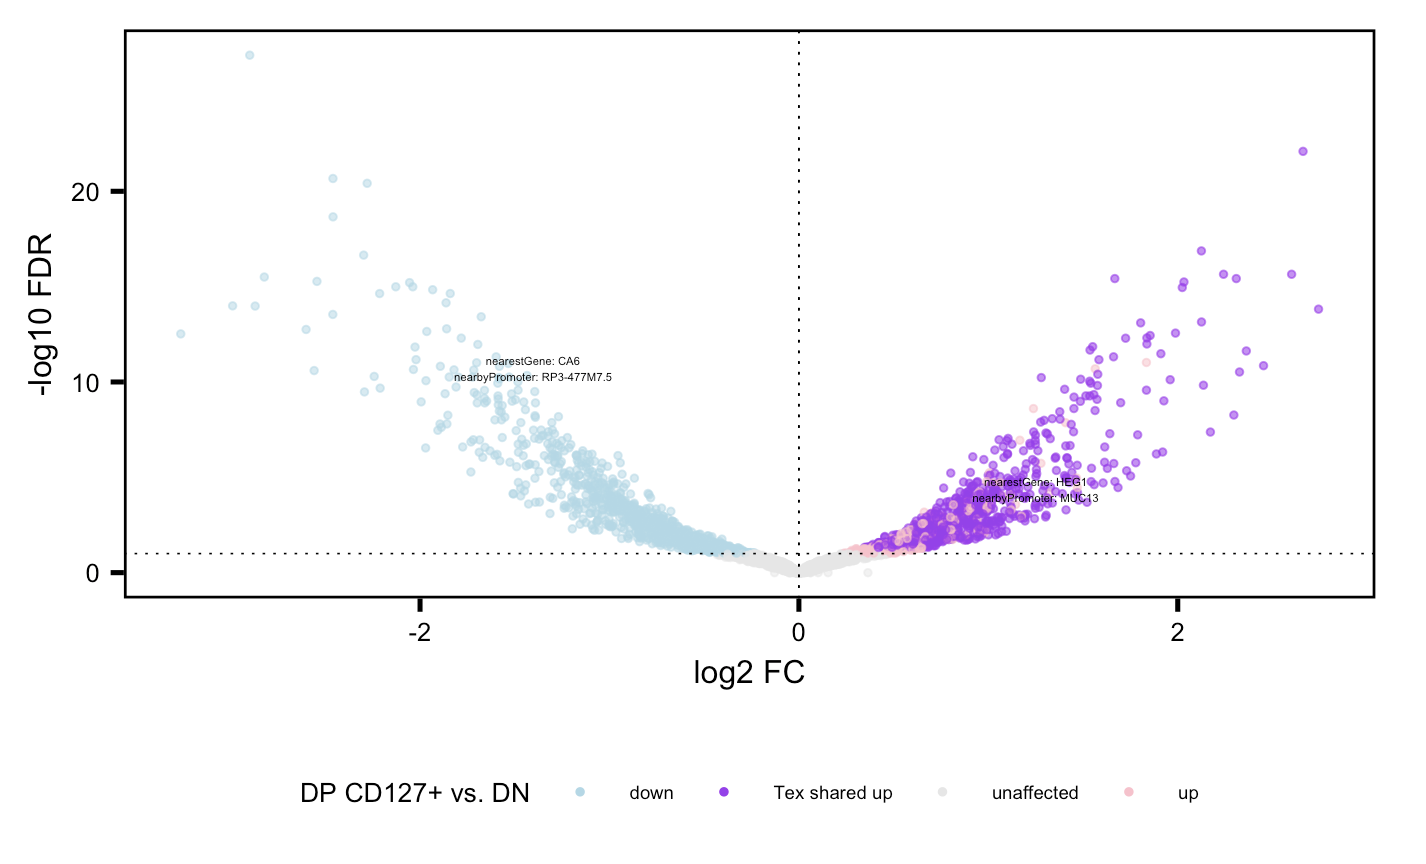 20
10
0
-log10 FDR
nearestGene: CA6
nearbyPromoter: RP3-477M7.5
nearestGene: HEG1
nearbyPromoter: MUC13
-2
0
2
log2 FC
DP CD127+ vs. DN
down
Tex shared up
unaffected
up